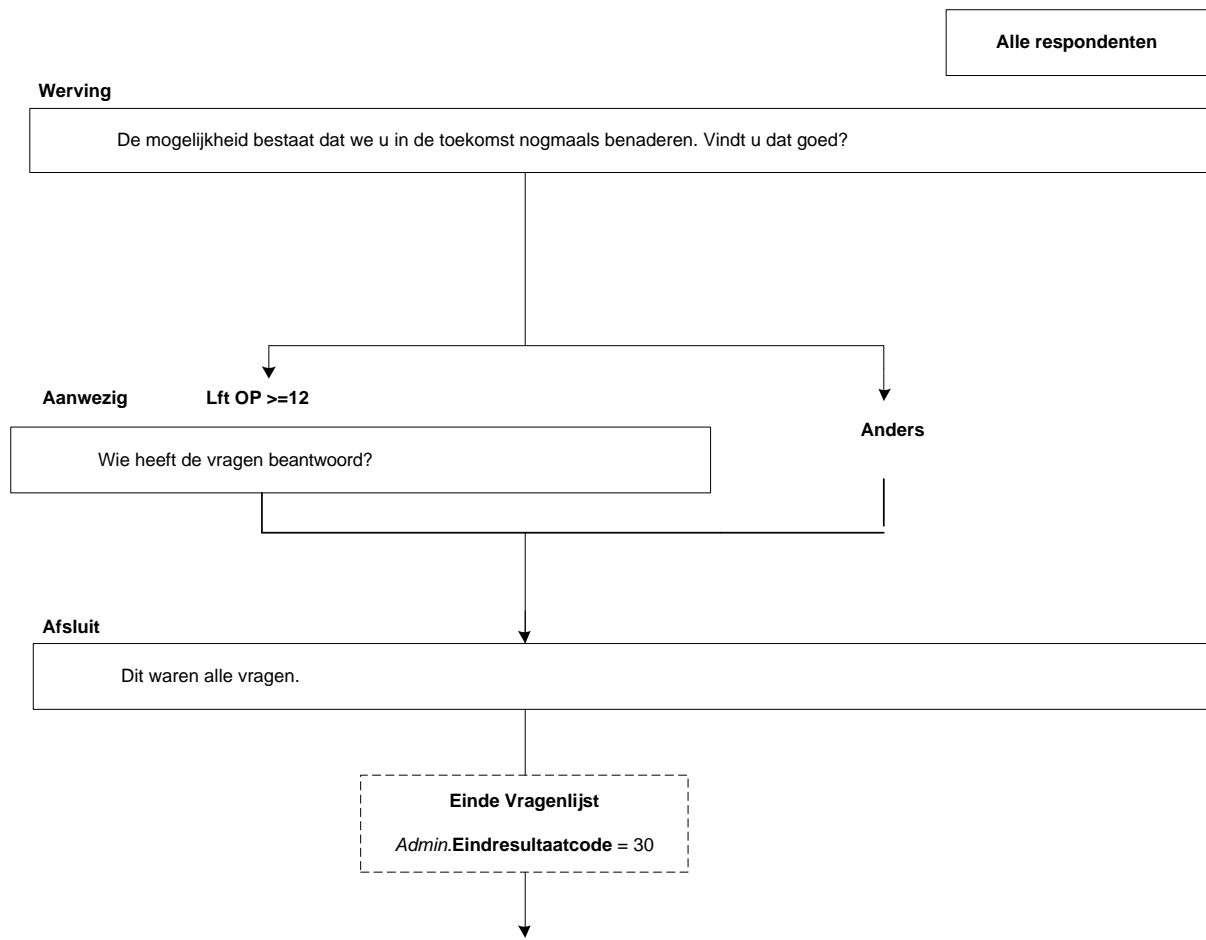 Alle respondenten
Werving
De mogelijkheid bestaat dat we u in de toekomst nogmaals benaderen. Vindt u dat goed?
Aanwezig Lft OP >=12
Anders
Wie heeft de vragen beantwoord?
Afsluit
Dit waren alle vragen.
Einde Vragenlijst
Admin.Eindresultaatcode = 30